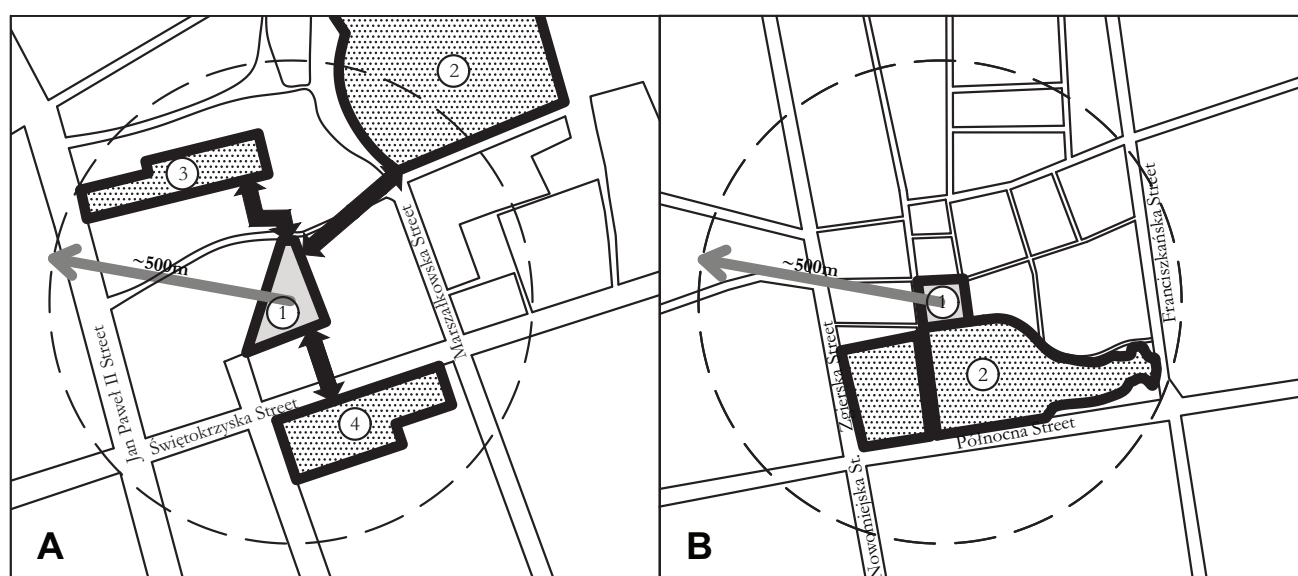 2
3
~500m
1
Marszałkowska Street
Jan Paweł II Street
Świętokrzyska Street
4
A
~500m
1
Franciszkańska Street
Zgierska Street
2
Północna Street
Nowomiejska St.
B